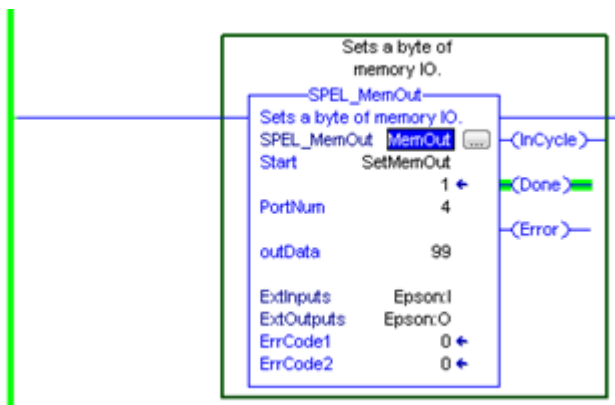 Sets a byte of
memory IO.
SPEL_MemOut
Sets a byte of memory IO.
SPEL_MemOut MemOut ...
(InCycle)
Start SetMemOut
1
(Done)
PortNum 4
(Error)
outData 99
ExtInputs Epson:I
ExtOutputs Epson:O
ErrCode1 0
ErrCode2 0